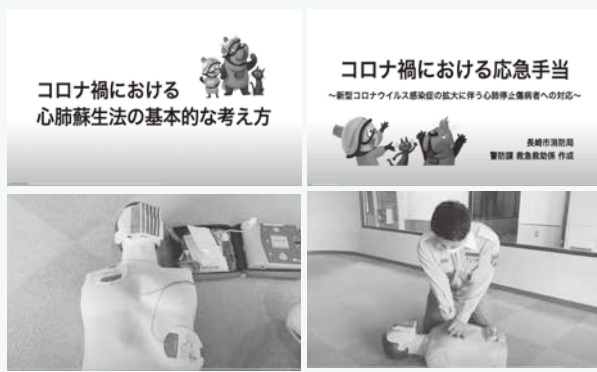 コロナ禍における
心肺蘇生法の基本的な考え方
コロナ禍における応急手当
〜新型コロナウイルス感染症の拡大に伴う心肺停止傷病者への対応〜
長崎市消防局
警防課 救急救助係 作成